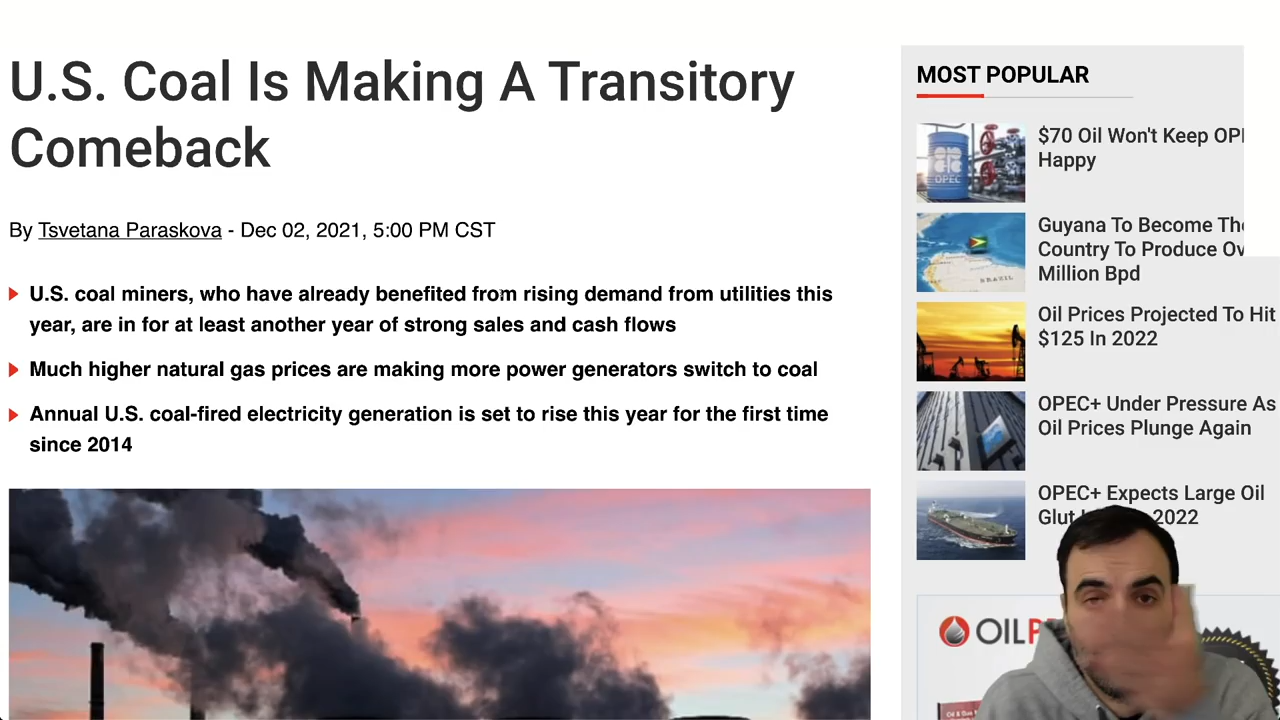 U.S. Coal Is Making A Transitory
Comeback
By Tsvetana Paraskova - Dec 02, 2021, 5:00 PM CST
U.S. coal miners, who have already benefited from rising demand from utilities this
year, are in for at least another year of strong sales and cash flows
Much higher natural gas prices are making more power generators switch to coal
Annual U.S. coal-fired electricity generation is set to rise this year for the first time
since 2014
MOST POPULAR
$70 Oil Won't Keep
Happy
OPEC
Guyana To Become
Country To Produce
Million Bpd
BRAZIL
Oil Prices Projected To Hit
$125 In 2022
OPEC+ Under Pressure As
Oil Prices Plunge Again
OPEC+ Expects Large Oil
2022
OIL